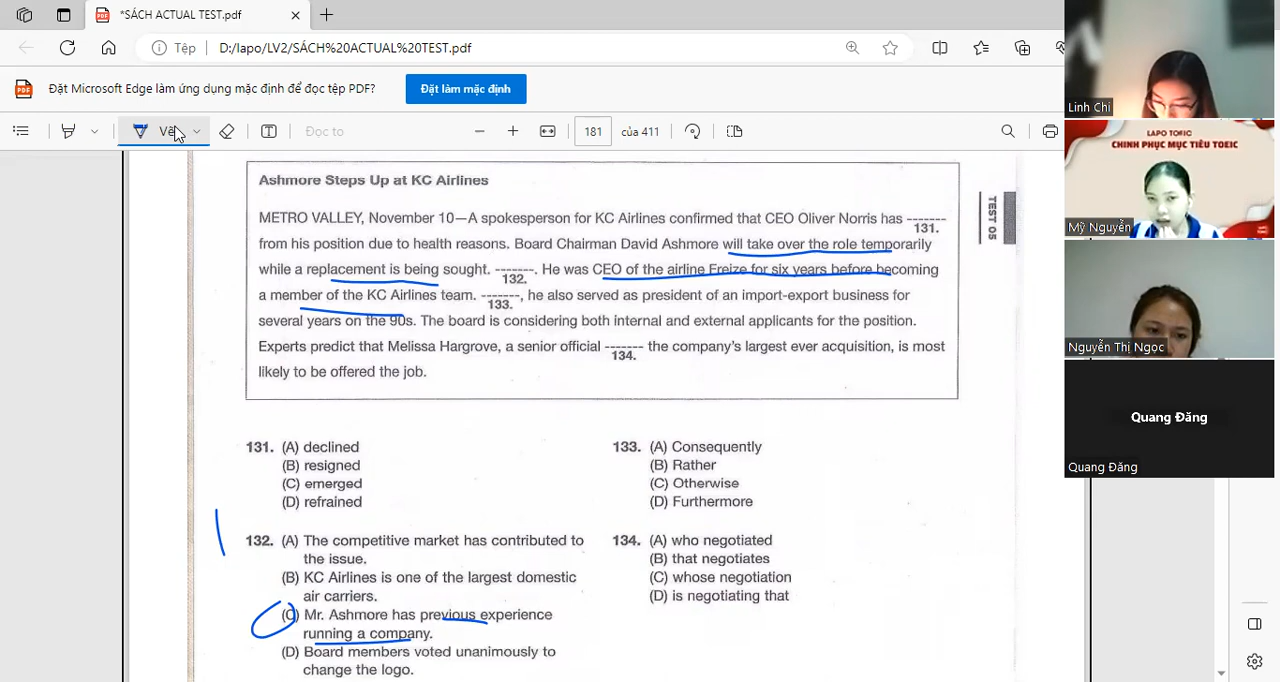 *SÁCH ACTUAL TEST.pdf
Tệp
D:/lapo/LV2/SÁCH%20ACTUAL%20TEST.pdf
Đặt Microsoft Edge làm ứng dụng mặc định để đọc tệp PDF?
Đặt làm mặc định
Vẽ
Đọc to
181
của 411
Ashmore Steps Up at KC Airlines
METRO VALLEY, November 10—A spokesperson for KC Airlines confirmed that CEO Oliver Norris has -------
131.
from his position due to health reasons. Board Chairman David Ashmore will take over the role temporarily
while a replacement is being sought. -------. He was CEO of the airline Freize for six years before becoming
132.
a member of the KC Airlines team. -------, he also served as president of an import-export business for
133.
several years on the 90s. The board is considering both internal and external applicants for the position.
Experts predict that Melissa Hargrove, a senior official ------- the company's largest ever acquisition, is most
134.
likely to be offered the job.
TEST 05
131. (A) declined
(B) resigned
(C) emerged
(D) refrained
132. (A) The competitive market has contributed to
the issue.
(B) KC Airlines is one of the largest domestic
air carriers.
(C) Mr. Ashmore has previous experience
running a company.
(D) Board members voted unanimously to
change the logo.
133. (A) Consequently
(B) Rather
(C) Otherwise
(D) Furthermore
134. (A) who negotiated
(B) that negotiates
(C) whose negotiation
(D) is negotiating that
Linh Chi
LAPO TOEIC
CHINH PHỤC MỤC TIÊU TOEIC
Mỹ Nguyễn
Nguyễn Thị Ngọc
Quang Đăng
Quang Đăng